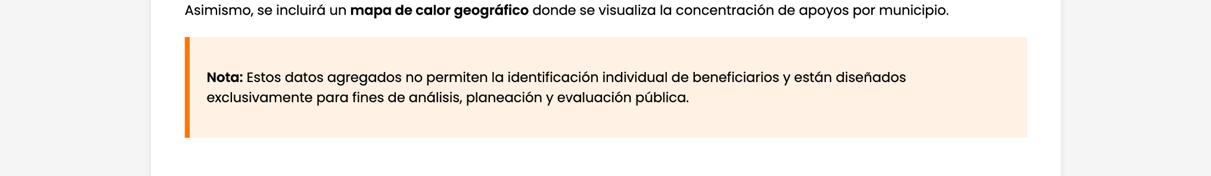 Asimismo, se incluirá un mapa de calor geográfico donde se visualiza la concentración de apoyos por municipio.
Nota: Estos datos agregados no permiten la identificación individual de beneficiarios y están diseñados
exclusivamente para fines de análisis, planeación y evaluación pública.